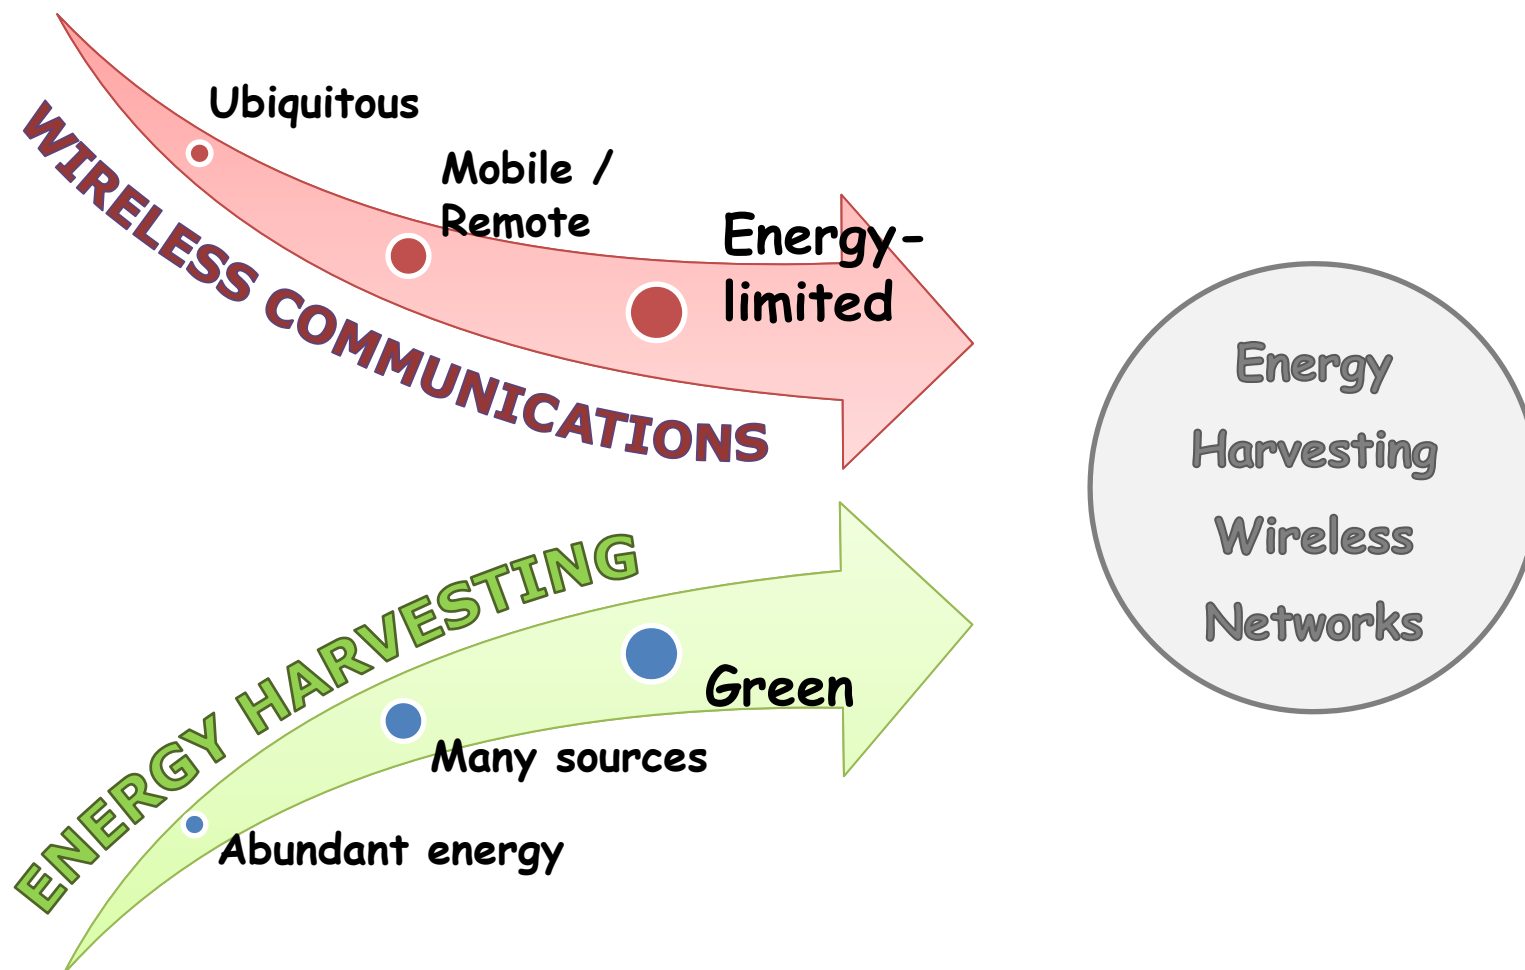 WIRELESS COMMUNICATIONS
Ubiquitous
Mobile /
Remote
Energy-
limited
ENERGY HARVESTING
Green
Many sources
Abundant energy
Energy
Harvesting
Wireless
Networks